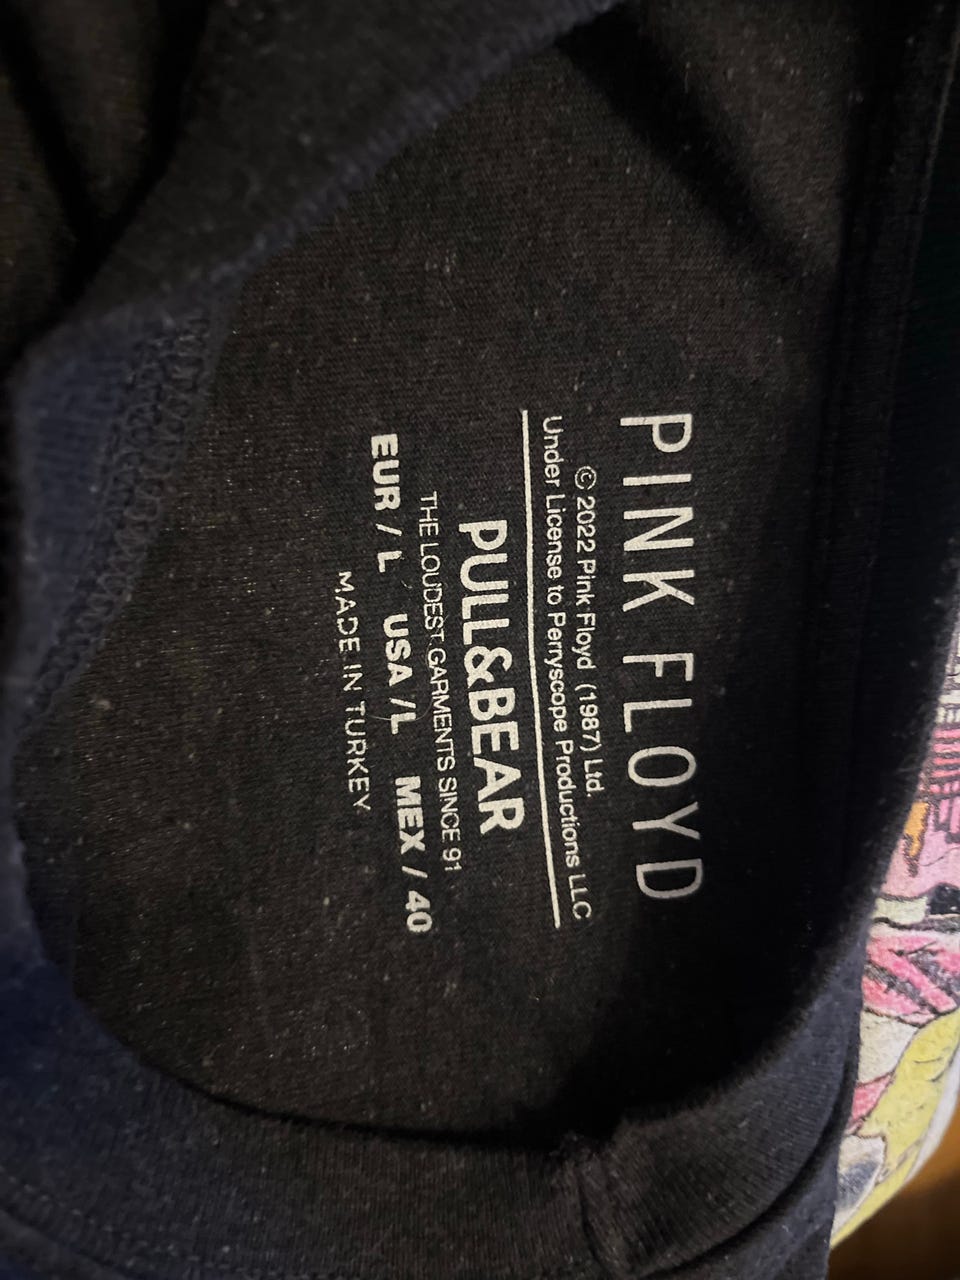 PINK FLOYD
© 2022 Pink Floyd (1987) Ltd.
Under License to Perryscope Productions LLC
PULL&BEAR
THE LOUDEST GARMENTS SINCE 91
EUR / L USA / L MEX / 40
MADE IN TURKEY